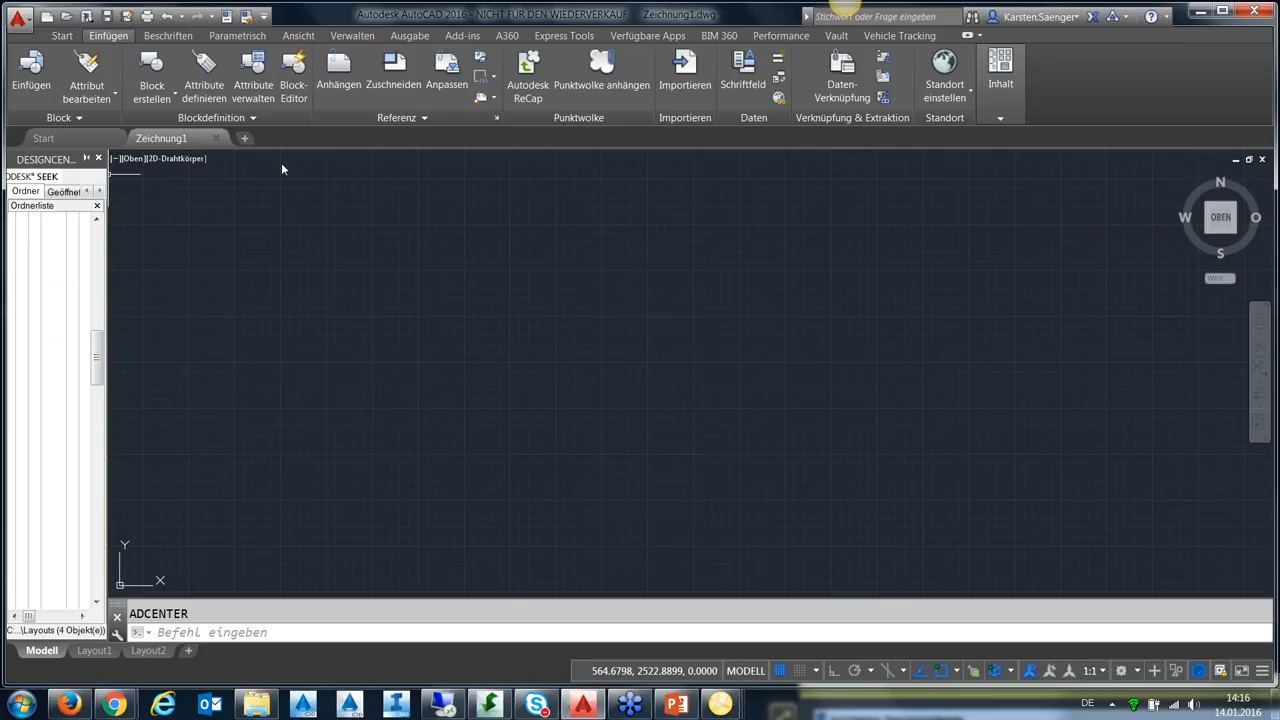 Autodesk AutoCAD 2016 - NICHT FÜR DEN WIEDERVERKAUF Zeichnung1.dwg
Stichwort oder Frage eingeben
Karsten.Saenger
Start Einfügen Beschriften Parametrisch Ansicht Verwalten Ausgabe Add-ins A360 Express Tools Verfügbare Apps BIM 360 Performance Vault Vehicle Tracking
Einfügen
Attribut
bearbeiten
Block
erstellen
Attribute
definieren
Attribute
verwalten
Block-
Editor
Anhängen
Zuschneiden
Anpassen
Autodesk
ReCap
Punktwolke anhängen
Importieren
Schriftfeld
Daten-
Verknüpfung
Standort
einstellen
Inhalt
Block Blockdefinition Referenz Punktwolke Importieren Daten Verknüpfung & Extraktion Standort
Start Zeichnung1
DESIGNCEN...
[−][Oben][2D-Drahtkörper]
ODESK® SEEK
Ordner Geöffnet
Ordnerliste
N
W OBEN O
S
WKS
Y
X
ADCENTER
Befehl eingeben
C:...\Layouts (4 Objekt(e))
Modell Layout1 Layout2
564.6798, 2522.8899, 0.0000 MODELL 1:1
DE
14:16
14.01.2016